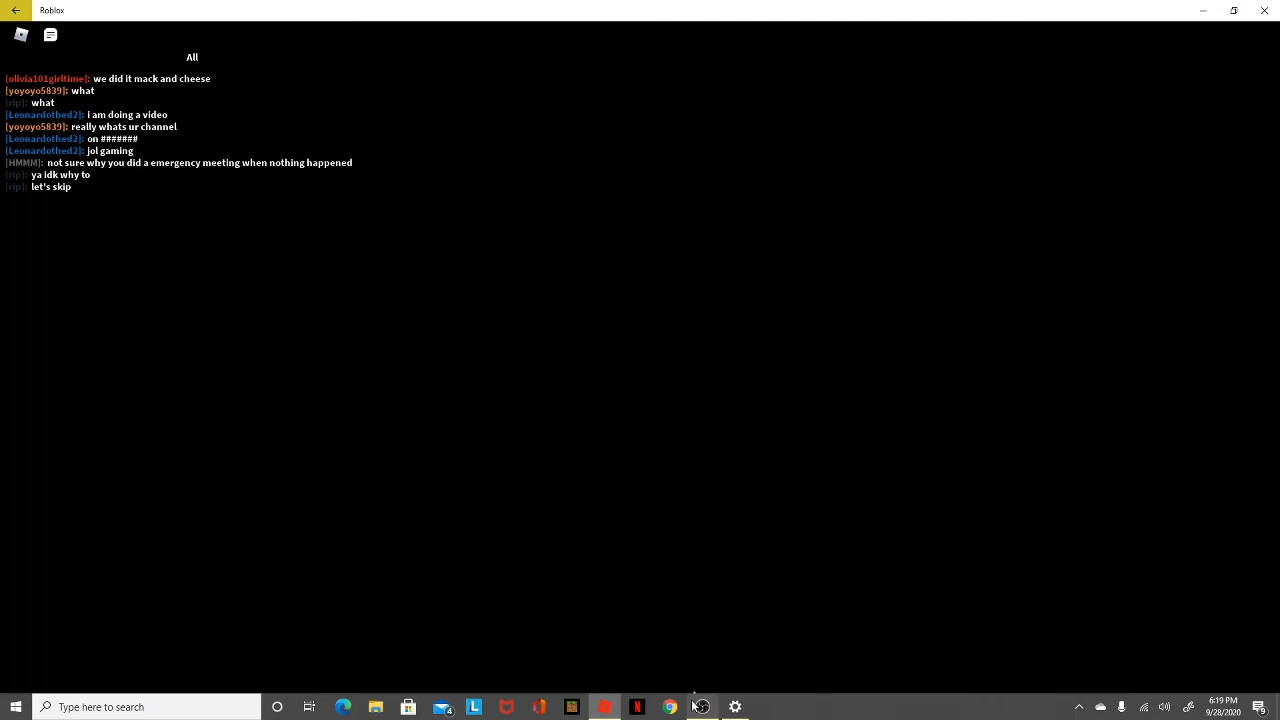 Roblox
All
[olivia101girltime]: we did it mack and cheese
[yoyoyo5839]: what
[rip]: what
[Leonardothed2]: i am doing a video
[yoyoyo5839]: really whats ur channel
[Leonardothed2]: on #######
[Leonardothed2]: jol gaming
[HMMM]: not sure why you did a emergency meeting when nothing happened
[rip]: ya idk why to
[rip]: let's skip
Type here to search
4
L
N
6:19 PM
9/28/2020
2